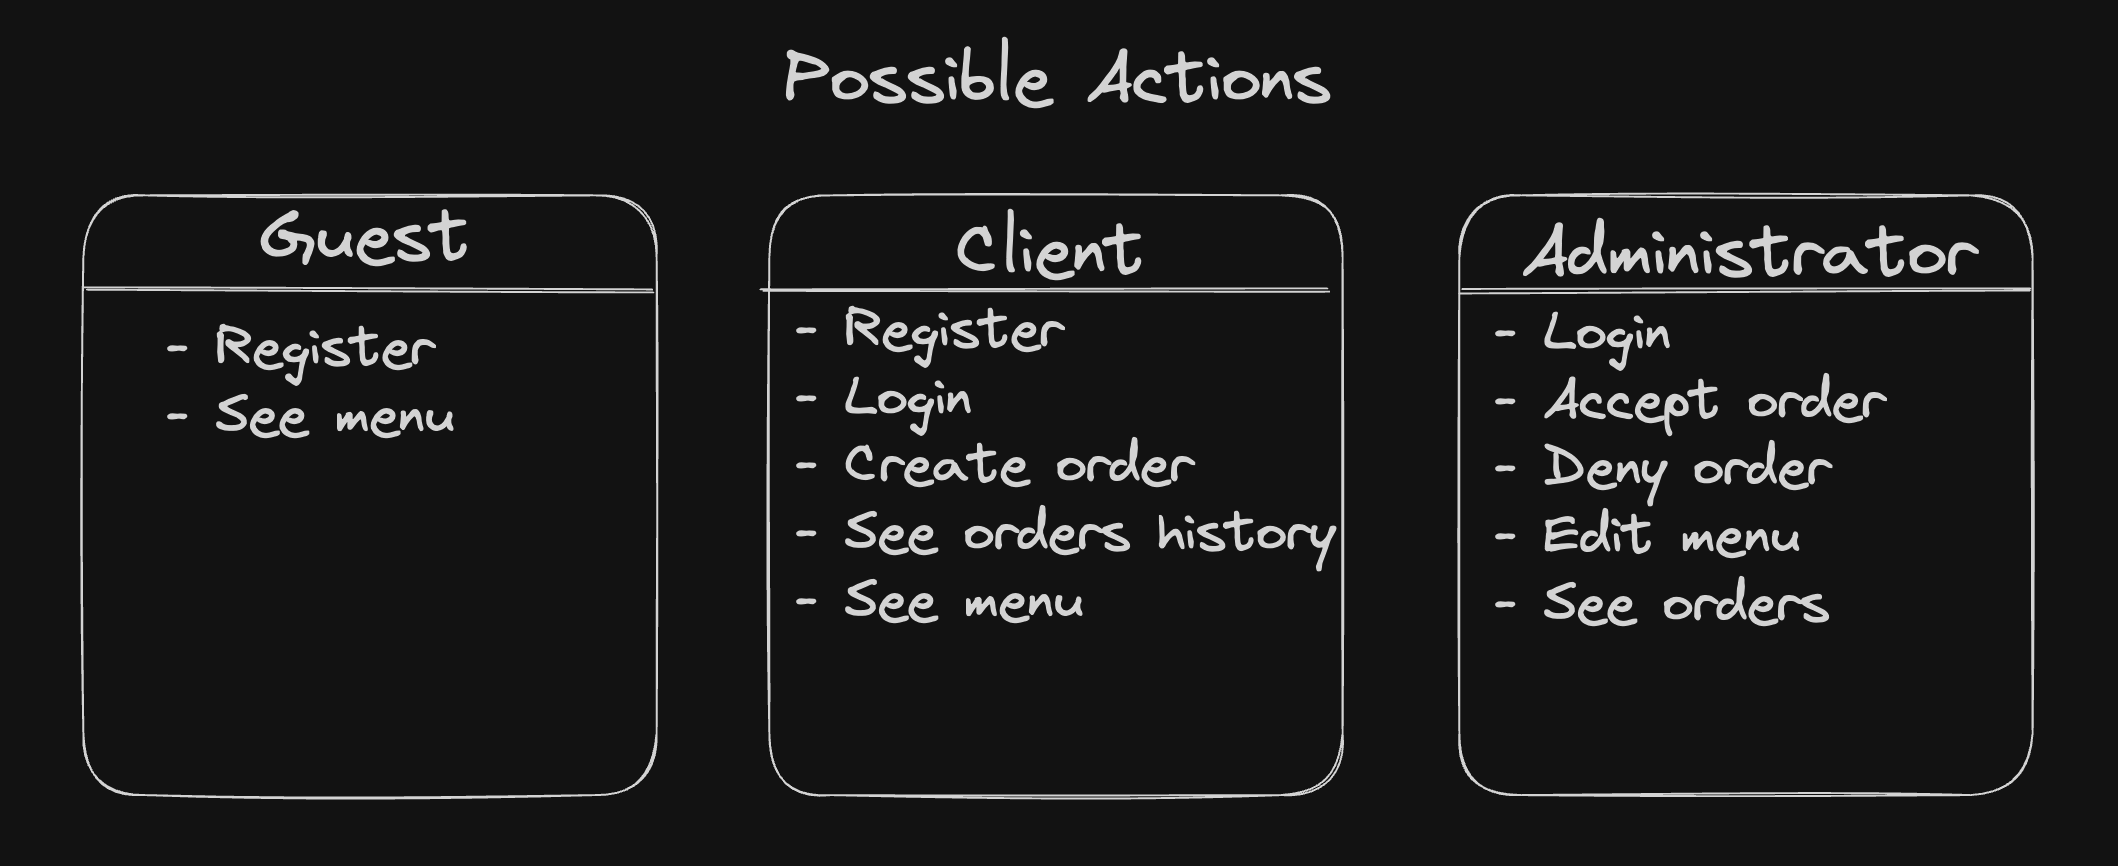 Possible Actions
Guest
- Register
- See menu
Client
- Register
- Login
- Create order
- See orders history
- See menu
Administrator
- Login
- Accept order
- Deny order
- Edit menu
- See orders